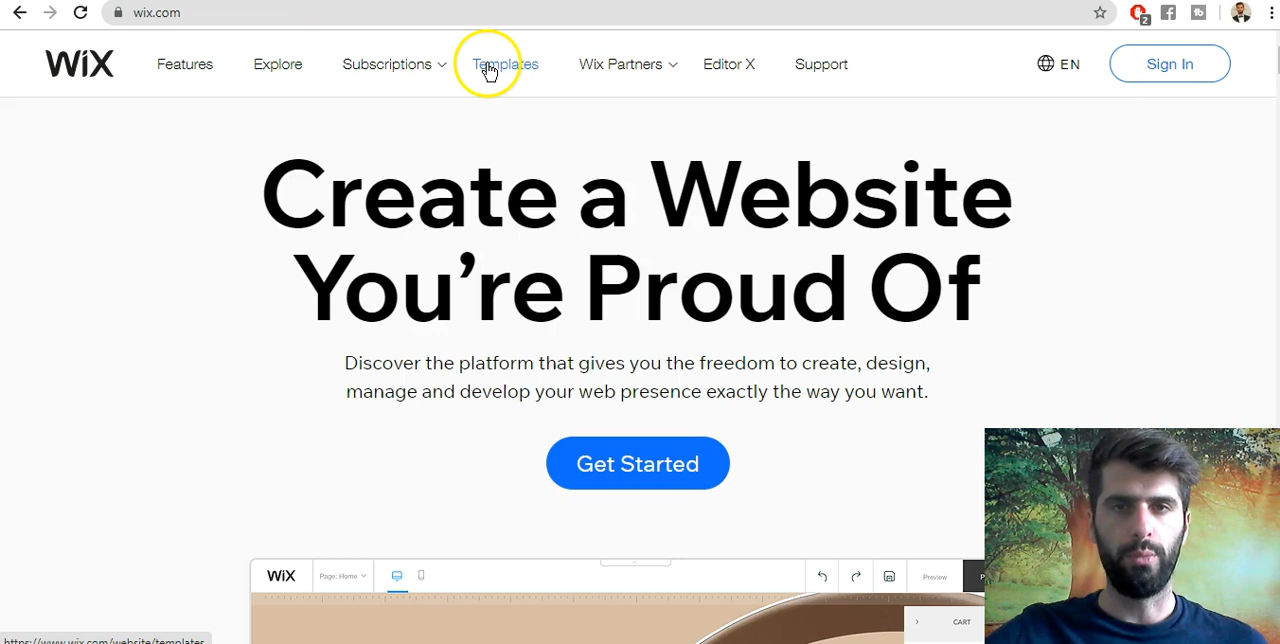 wix.com
2
WiX Features Explore Subscriptions Templates Wix Partners Editor X Support EN Sign In
Create a Website
You're Proud Of
Discover the platform that gives you the freedom to create, design,
manage and develop your web presence exactly the way you want.
Get Started
WiX Page: Home Preview P
CART
https://www.wix.com/website/templates